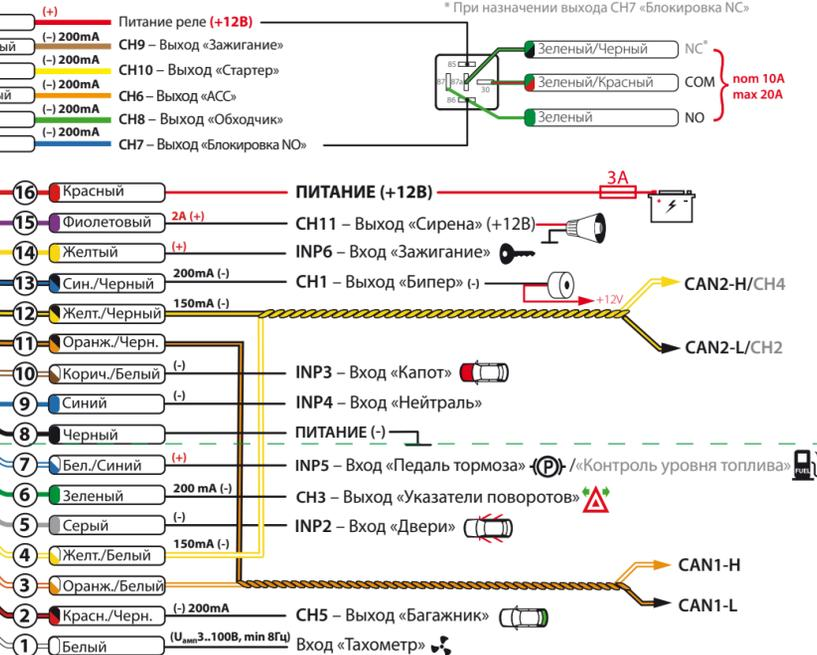 * При назначении выхода CH7 «Блокировка NC»
(+) Питание реле (+12В)
ый (–) 200mA CH9 – Выход «Зажигание»
(–) 200mA CH10 – Выход «Стартер»
ый (–) 200mA CH6 – Выход «ACC»
(–) 200mA CH8 – Выход «Обходчик»
(–) 200mA CH7 – Выход «Блокировка NO»
85
87 87a 30
86
Зеленый/Черный NC*
Зеленый/Красный COM
Зеленый NO
nom 10A
max 20A
16 Красный ПИТАНИЕ (+12В) 3A
15 Фиолетовый 2A (+) CH11 – Выход «Сирена» (+12В)
14 Желтый (+) INP6 – Вход «Зажигание»
13 Син./Черный 200mA (-) CH1 – Выход «Бипер» (-) +12V
12 Желт./Черный 150mA (-) CAN2-H/CH4
CAN2-L/CH2
11 Оранж./Черн.
10 Корич./Белый (-) INP3 – Вход «Капот»
9 Синий (-) INP4 – Вход «Нейтраль»
8 Черный ПИТАНИЕ (-)
7 Бел./Синий (+) INP5 – Вход «Педаль тормоза» (P) /«Контроль уровня топлива» FUEL
6 Зеленый 200 mA (-) CH3 – Выход «Указатели поворотов»
5 Серый (-) INP2 – Вход «Двери»
4 Желт./Белый 150mA (-)
3 Оранж./Белый CAN1-H
CAN1-L
2 Красн./Черн. (–) 200mA CH5 – Выход «Багажник»
1 Белый (Uамп3..100В, min 8Гц) Вход «Тахометр»